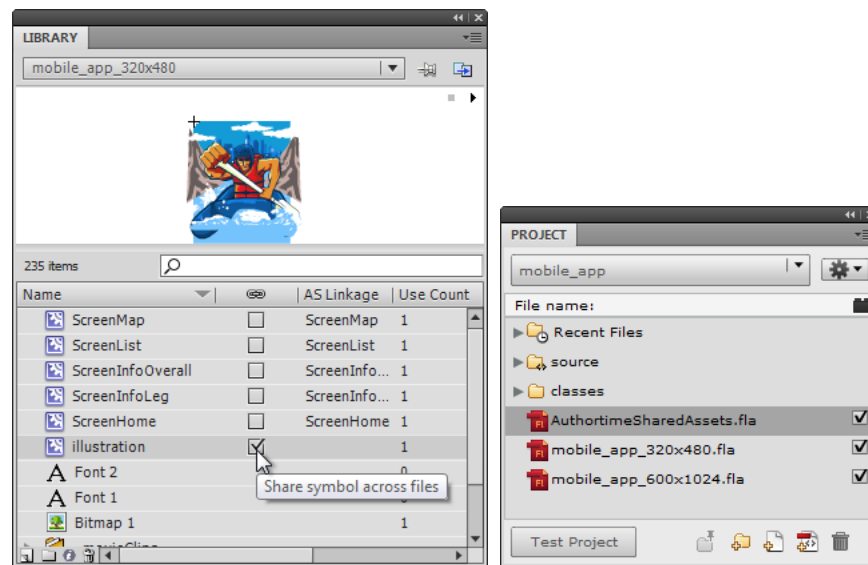 LIBRARY
mobile_app_320x480
235 items
Name AS Linkage Use Count
ScreenMap ScreenMap 1
ScreenList ScreenList 1
ScreenInfoOverall ScreenInfo... 1
ScreenInfoLeg ScreenInfo... 1
ScreenHome ScreenHome 1
illustration 1
Font 2 0
Share symbol across files
Font 1
Bitmap 1 1
PROJECT
mobile_app
File name:
Recent Files
source
classes
AuthortimeSharedAssets.fla
mobile_app_320x480.fla
mobile_app_600x1024.fla
Test Project